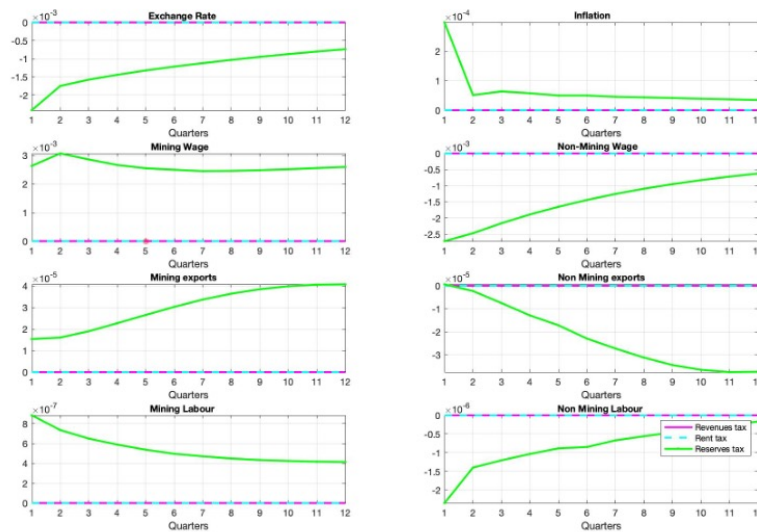 Exchange Rate
×10⁻³
0
-0.5
-1
-1.5
-2
1 2 3 4 5 6 7 8 9 10 11 12
Quarters
Inflation
×10⁻⁴
4
2
0
1 2 3 4 5 6 7 8 9 10 11 12
Quarters
Mining Wage
×10⁻³
3
2
1
0
1 2 3 4 5 6 7 8 9 10 11 12
Quarters
Non-Mining Wage
×10⁻³
0
-0.5
-1
-1.5
-2
-2.5
1 2 3 4 5 6 7 8 9 10 11 12
Quarters
Mining exports
×10⁻⁵
4
3
2
1
0
1 2 3 4 5 6 7 8 9 10 11 12
Quarters
Non Mining exports
×10⁻⁵
0
-1
-2
-3
1 2 3 4 5 6 7 8 9 10 11 12
Quarters
Mining Labour
×10⁻⁷
8
6
4
2
0
1 2 3 4 5 6 7 8 9 10 11 12
Quarters
Non Mining Labour
×10⁻⁶
0
-0.5
-1
-1.5
-2
Revenues tax
Rent tax
Reserves tax
1 2 3 4 5 6 7 8 9 10 11 12
Quarters